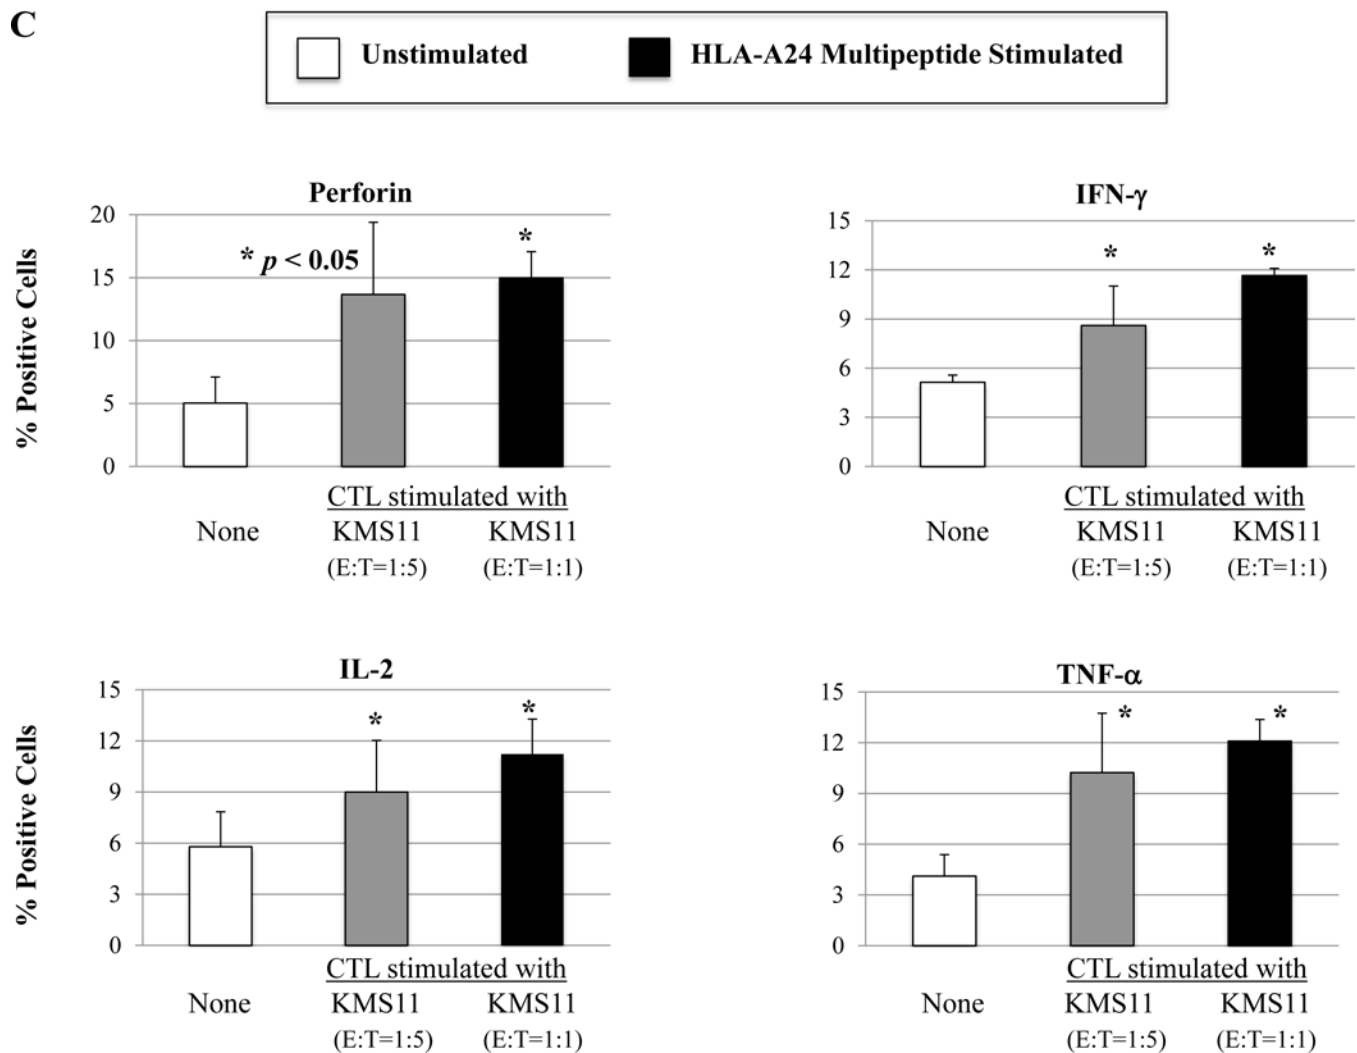 C
Unstimulated
HLA-A24 Multipeptide Stimulated
Perforin
% Positive Cells
20
15
10
5
0
* p < 0.05
*
CTL stimulated with
None
KMS11
KMS11
(E:T=1:5)
(E:T=1:1)
IFN-γ
15
12
9
6
3
0
*
*
CTL stimulated with
None
KMS11
KMS11
(E:T=1:5)
(E:T=1:1)
IL-2
% Positive Cells
15
12
9
6
3
0
*
*
CTL stimulated with
None
KMS11
KMS11
(E:T=1:5)
(E:T=1:1)
TNF-α
15
12
9
6
3
0
*
*
CTL stimulated with
None
KMS11
KMS11
(E:T=1:5)
(E:T=1:1)